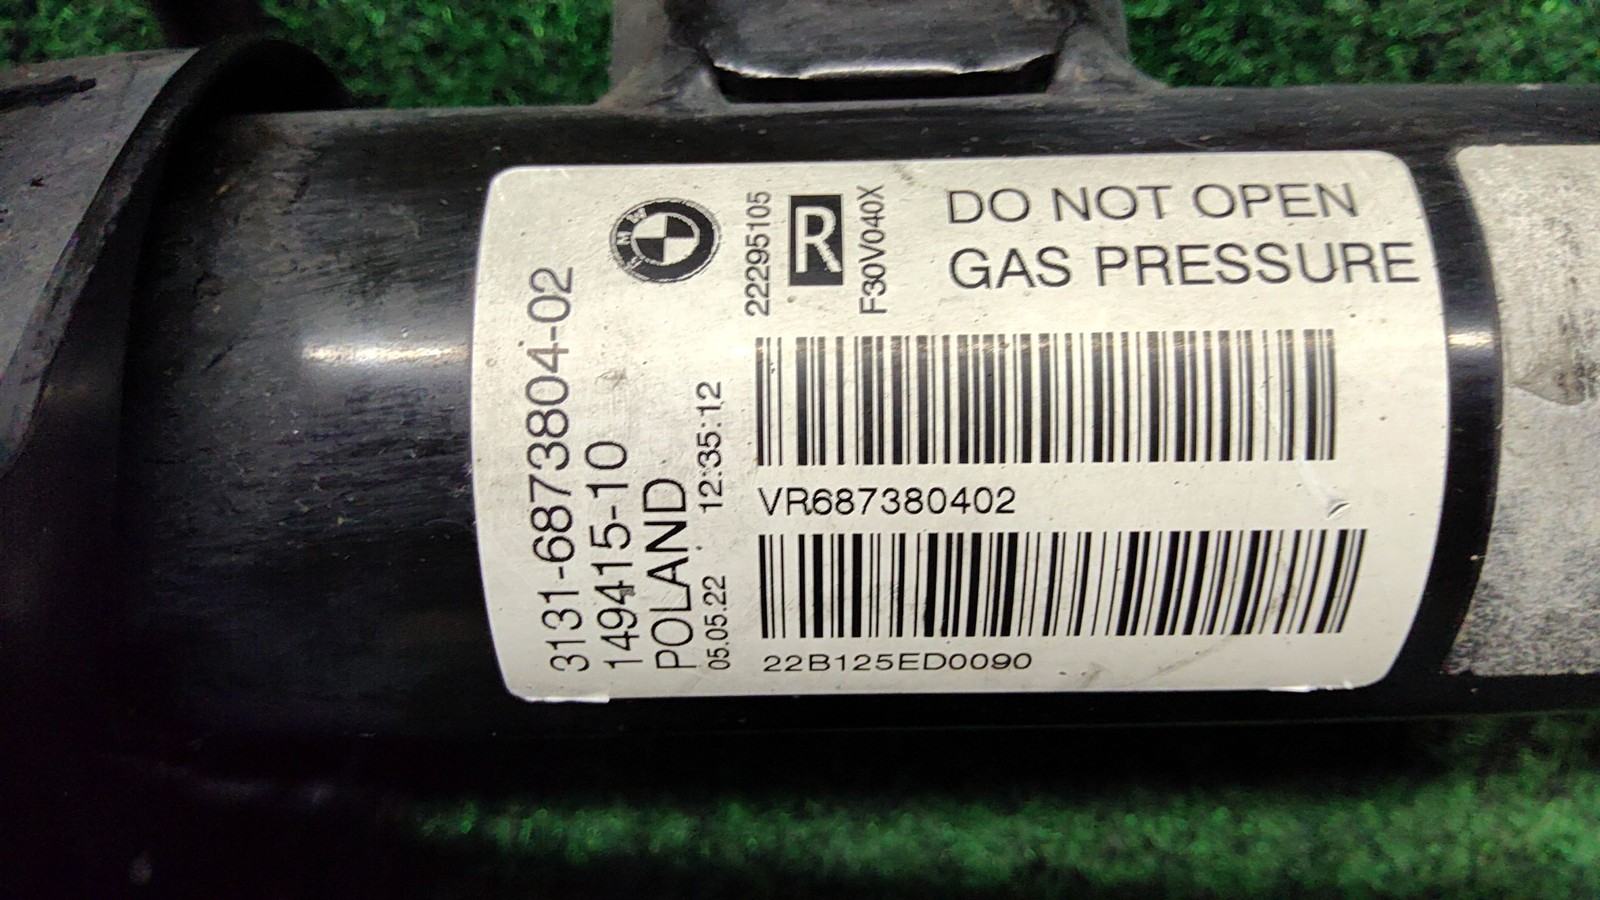 3131-6873804-02
149415-10
POLAND
05.05.22 12:35:12
BMW
22295105
R
F30V040X
DO NOT OPEN
GAS PRESSURE
VR687380402
22B125ED0090